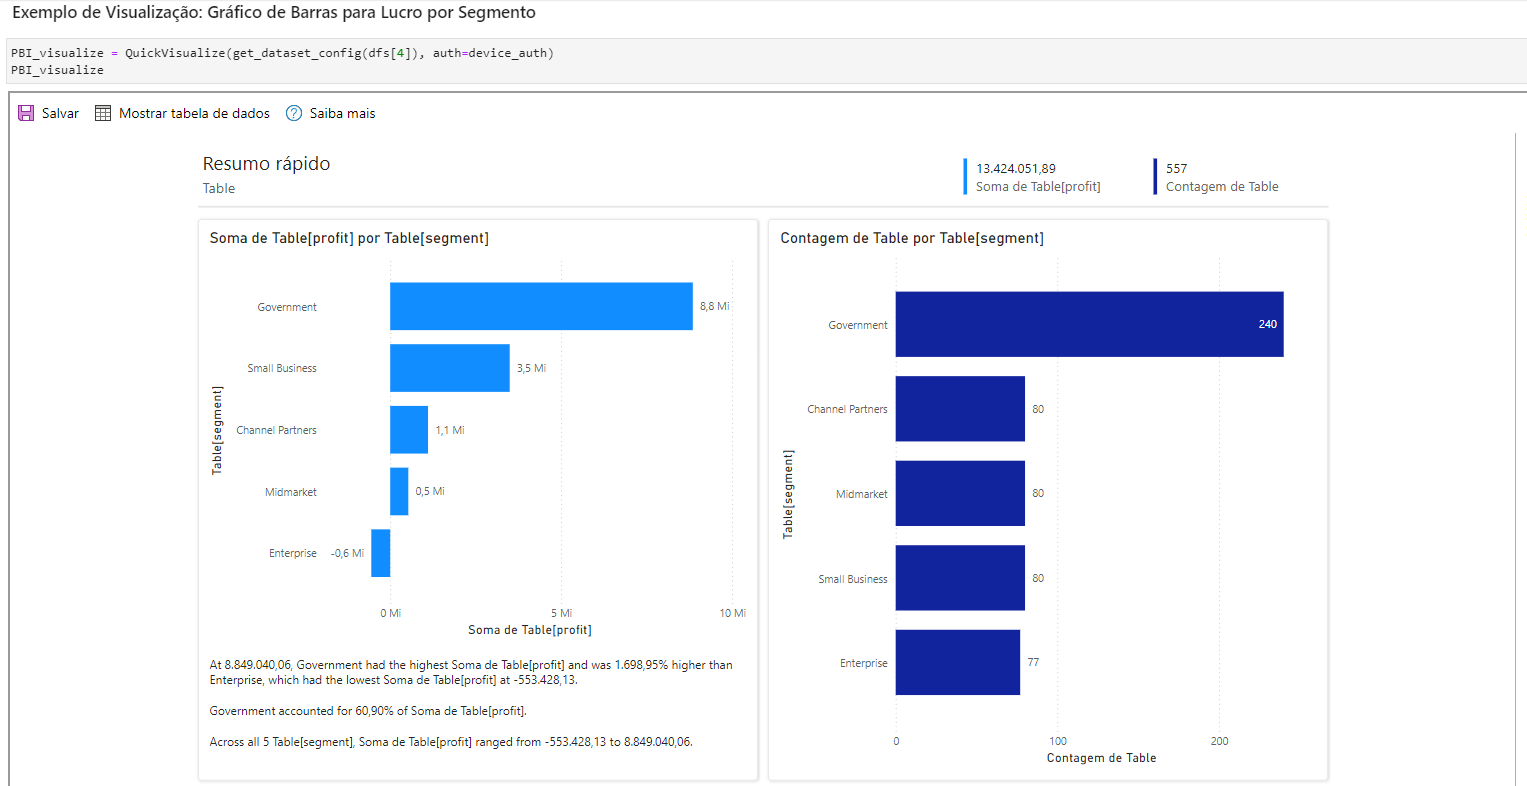 Exemplo de Visualização: Gráfico de Barras para Lucro por Segmento
PBI_visualize = QuickVisualize(get_dataset_config(dfs[4]), auth=device_auth)
PBI_visualize
Salvar Mostrar tabela de dados Saiba mais
Resumo rápido
Table
13.424.051,89
Soma de Table[profit]
557
Contagem de Table
Soma de Table[profit] por Table[segment]
Table[segment]
Government 8,8 Mi
Small Business 3,5 Mi
Channel Partners 1,1 Mi
Midmarket 0,5 Mi
Enterprise -0,6 Mi
0 Mi 5 Mi 10 Mi
Soma de Table[profit]
At 8.849.040,06, Government had the highest Soma de Table[profit] and was 1.698,95% higher than
Enterprise, which had the lowest Soma de Table[profit] at -553.428,13.
Government accounted for 60,90% of Soma de Table[profit].
Across all 5 Table[segment], Soma de Table[profit] ranged from -553.428,13 to 8.849.040,06.
Contagem de Table por Table[segment]
Table[segment]
Government 240
Channel Partners 80
Midmarket 80
Small Business 80
Enterprise 77
0 100 200
Contagem de Table